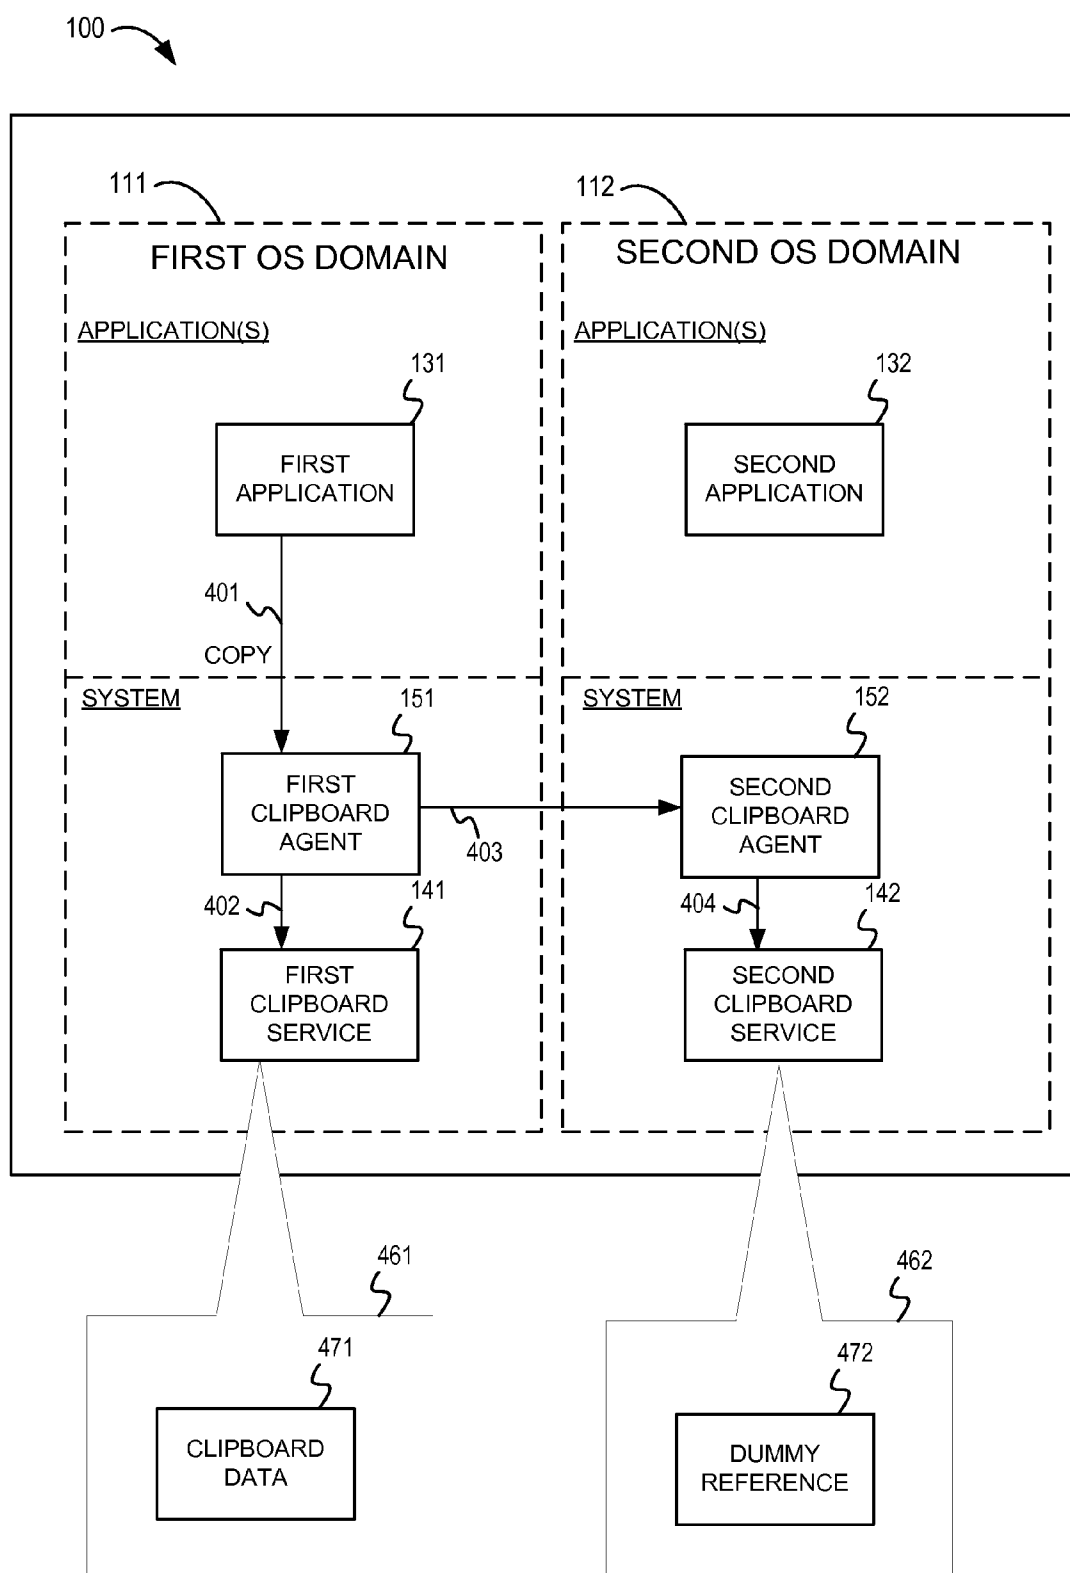 100
111
112
FIRST OS DOMAIN
SECOND OS DOMAIN
APPLICATION(S)
APPLICATION(S)
131
132
FIRST
APPLICATION
SECOND
APPLICATION
401
COPY
SYSTEM
SYSTEM
151
152
FIRST
CLIPBOARD
AGENT
SECOND
CLIPBOARD
AGENT
403
402
141
404
142
FIRST
CLIPBOARD
SERVICE
SECOND
CLIPBOARD
SERVICE
461
462
471
472
CLIPBOARD
DATA
DUMMY
REFERENCE